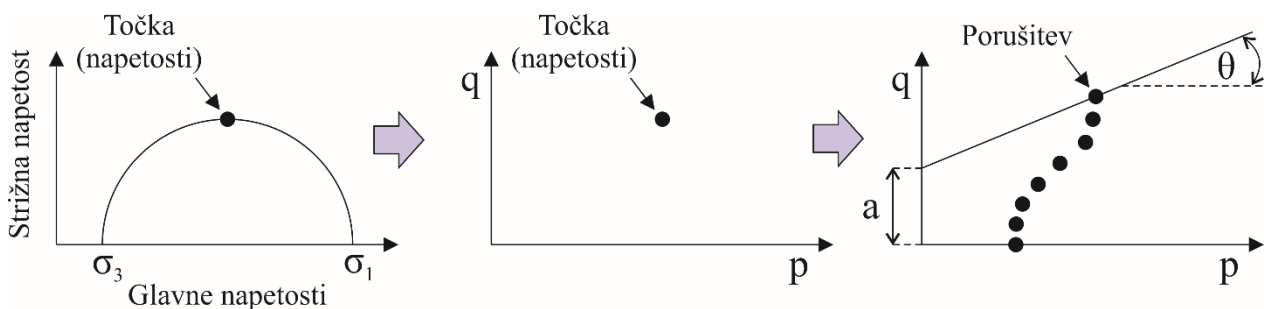 Točka
(napetosti)
Strižna napetost
σ₃
σ₁
Glavne napetosti
Točka
(napetosti)
q
p
Porušitev
q
θ
a
p